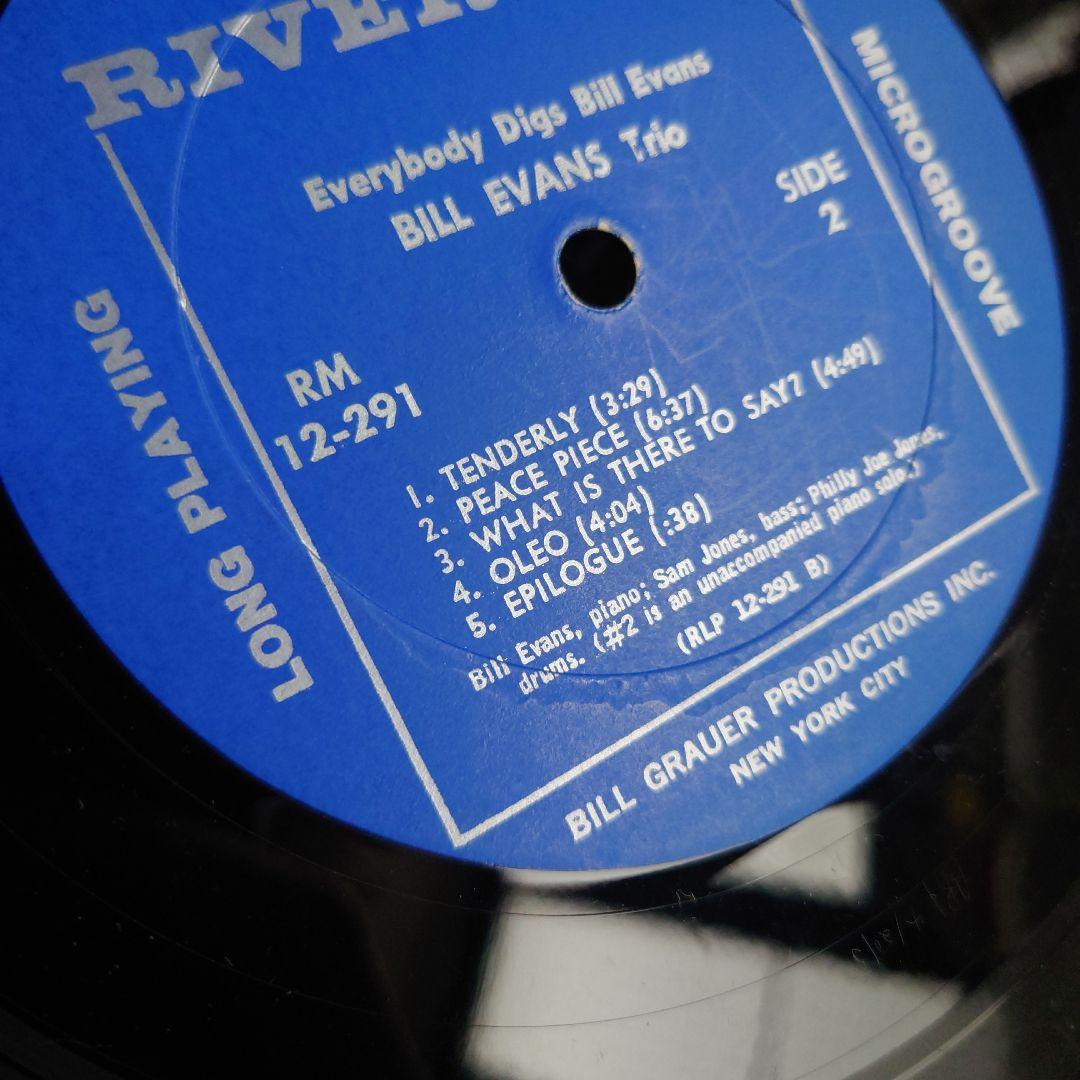 RIVER
Everybody Digs Bill Evans
BILL EVANS Trio
SIDE
2
MICROGROOVE
LONG PLAYING
RM
12-291
1. TENDERLY (3:29)
2. PEACE PIECE (6:37)
3. WHAT IS THERE TO SAY? (4:49)
4. OLEO (4:04)
5. EPILOGUE (:38)
Bill Evans, piano; Sam Jones, bass; Philly Joe Jones,
drums. (#2 is an unaccompanied piano solo.)
(RLP 12-291 B)
BILL GRAUER PRODUCTIONS INC.
NEW YORK CITY